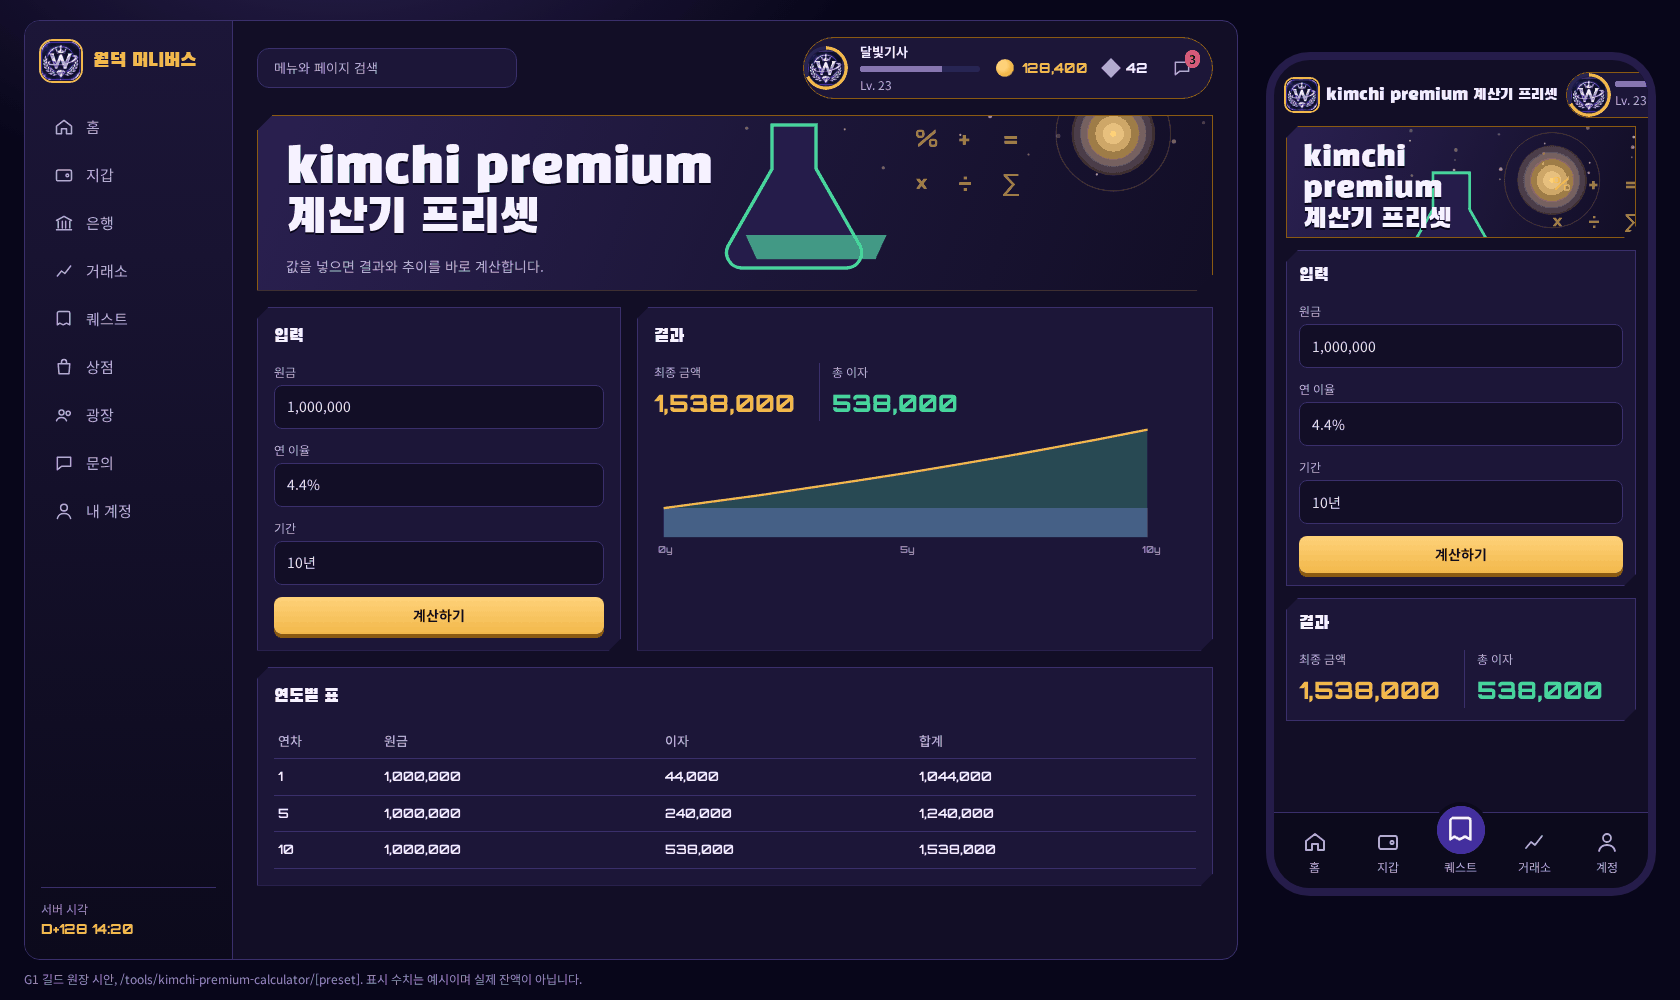 W
원덕 머니버스
홈
지갑
은행
거래소
퀘스트
상점
광장
문의
내 계정
서버 시각
D+128 14:20
메뉴와 페이지 검색
W
달빛기사
Lv. 23
128,400
42
3
kimchi premium
계산기 프리셋
값을 넣으면 결과와 추이를 바로 계산합니다.
% + =
x ÷ ∑
입력
원금
1,000,000
연 이율
4.4%
기간
10년
계산하기
결과
최종 금액
1,538,000
총 이자
538,000
0y 5y 10y
연도별 표
연차 원금 이자 합계
1 1,000,000 44,000 1,044,000
5 1,000,000 240,000 1,240,000
10 1,000,000 538,000 1,538,000
W
kimchi premium 계산기 프리셋
W
Lv. 23
kimchi
premium
계산기 프리셋
% + =
x ÷ ∑
입력
원금
1,000,000
연 이율
4.4%
기간
10년
계산하기
결과
최종 금액
1,538,000
총 이자
538,000
홈
지갑
퀘스트
거래소
계정
G1 길드 원장 시안, /tools/kimchi-premium-calculator/[preset]. 표시 수치는 예시이며 실제 잔액이 아닙니다.